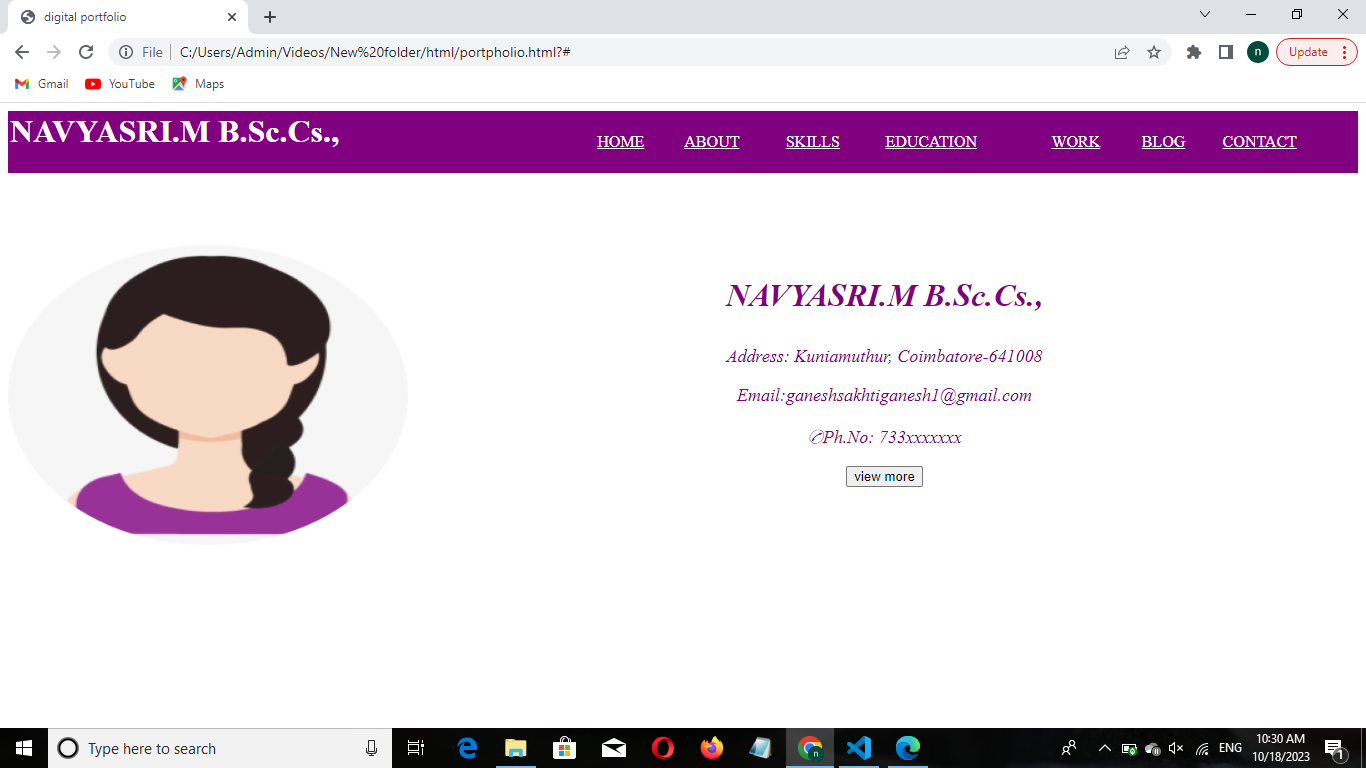 digital portfolio
File C:/Users/Admin/Videos/New%20folder/html/portpholio.html?#
n
Update
Gmail YouTube Maps
NAVYASRI.M B.Sc.Cs.,
HOME ABOUT SKILLS EDUCATION WORK BLOG CONTACT
NAVYASRI.M B.Sc.Cs.,
Address: Kuniamuthur, Coimbatore-641008
Email:ganeshsakhtiganesh1@gmail.com
✆Ph.No: 733xxxxxxx
view more
Type here to search
n
ENG
10:30 AM
10/18/2023
1